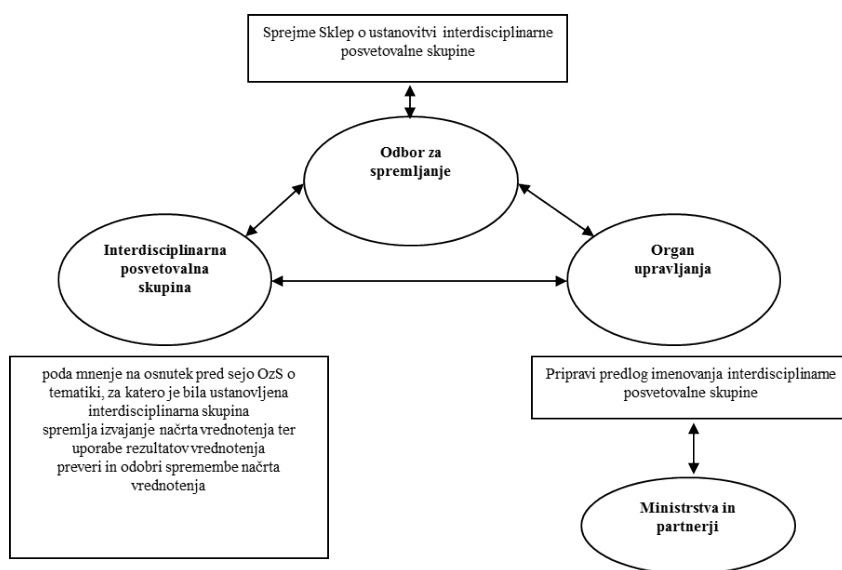 Sprejme Sklep o ustanovitvi interdisciplinarne
posvetovalne skupine
Odbor za
spremljanje
Interdisciplinarna
posvetovalna
skupina
Organ
upravljanja
poda mnenje na osnutek pred sejo OzS o
tematiki, za katero je bila ustanovljena
interdisciplinarna skupina
spremlja izvajanje načrta vrednotenja ter
uporabe rezultatov vrednotenja
preveri in odobri spremembe načrta
vrednotenja
Pripravi predlog imenovanja interdisciplinarne
posvetovalne skupine
Ministrstva in
partnerji